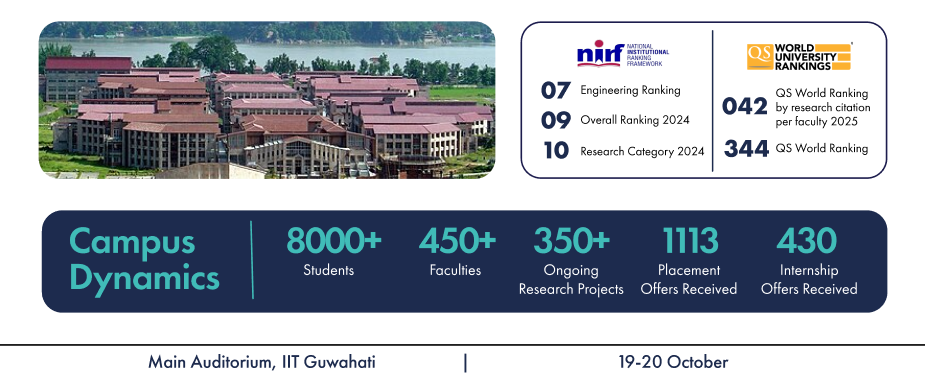 nirf
NATIONAL
INSTITUTIONAL
RANKING
FRAMEWORK
07 Engineering Ranking
09 Overall Ranking 2024
10 Research Category 2024
QS WORLD
UNIVERSITY
RANKINGS
042 QS World Ranking
by research citation
per faculty 2025
344 QS World Ranking
Campus
Dynamics
8000+
Students
450+
Faculties
350+
Ongoing
Research Projects
1113
Placement
Offers Received
430
Internship
Offers Received
Main Auditorium, IIT Guwahati | 19-20 October